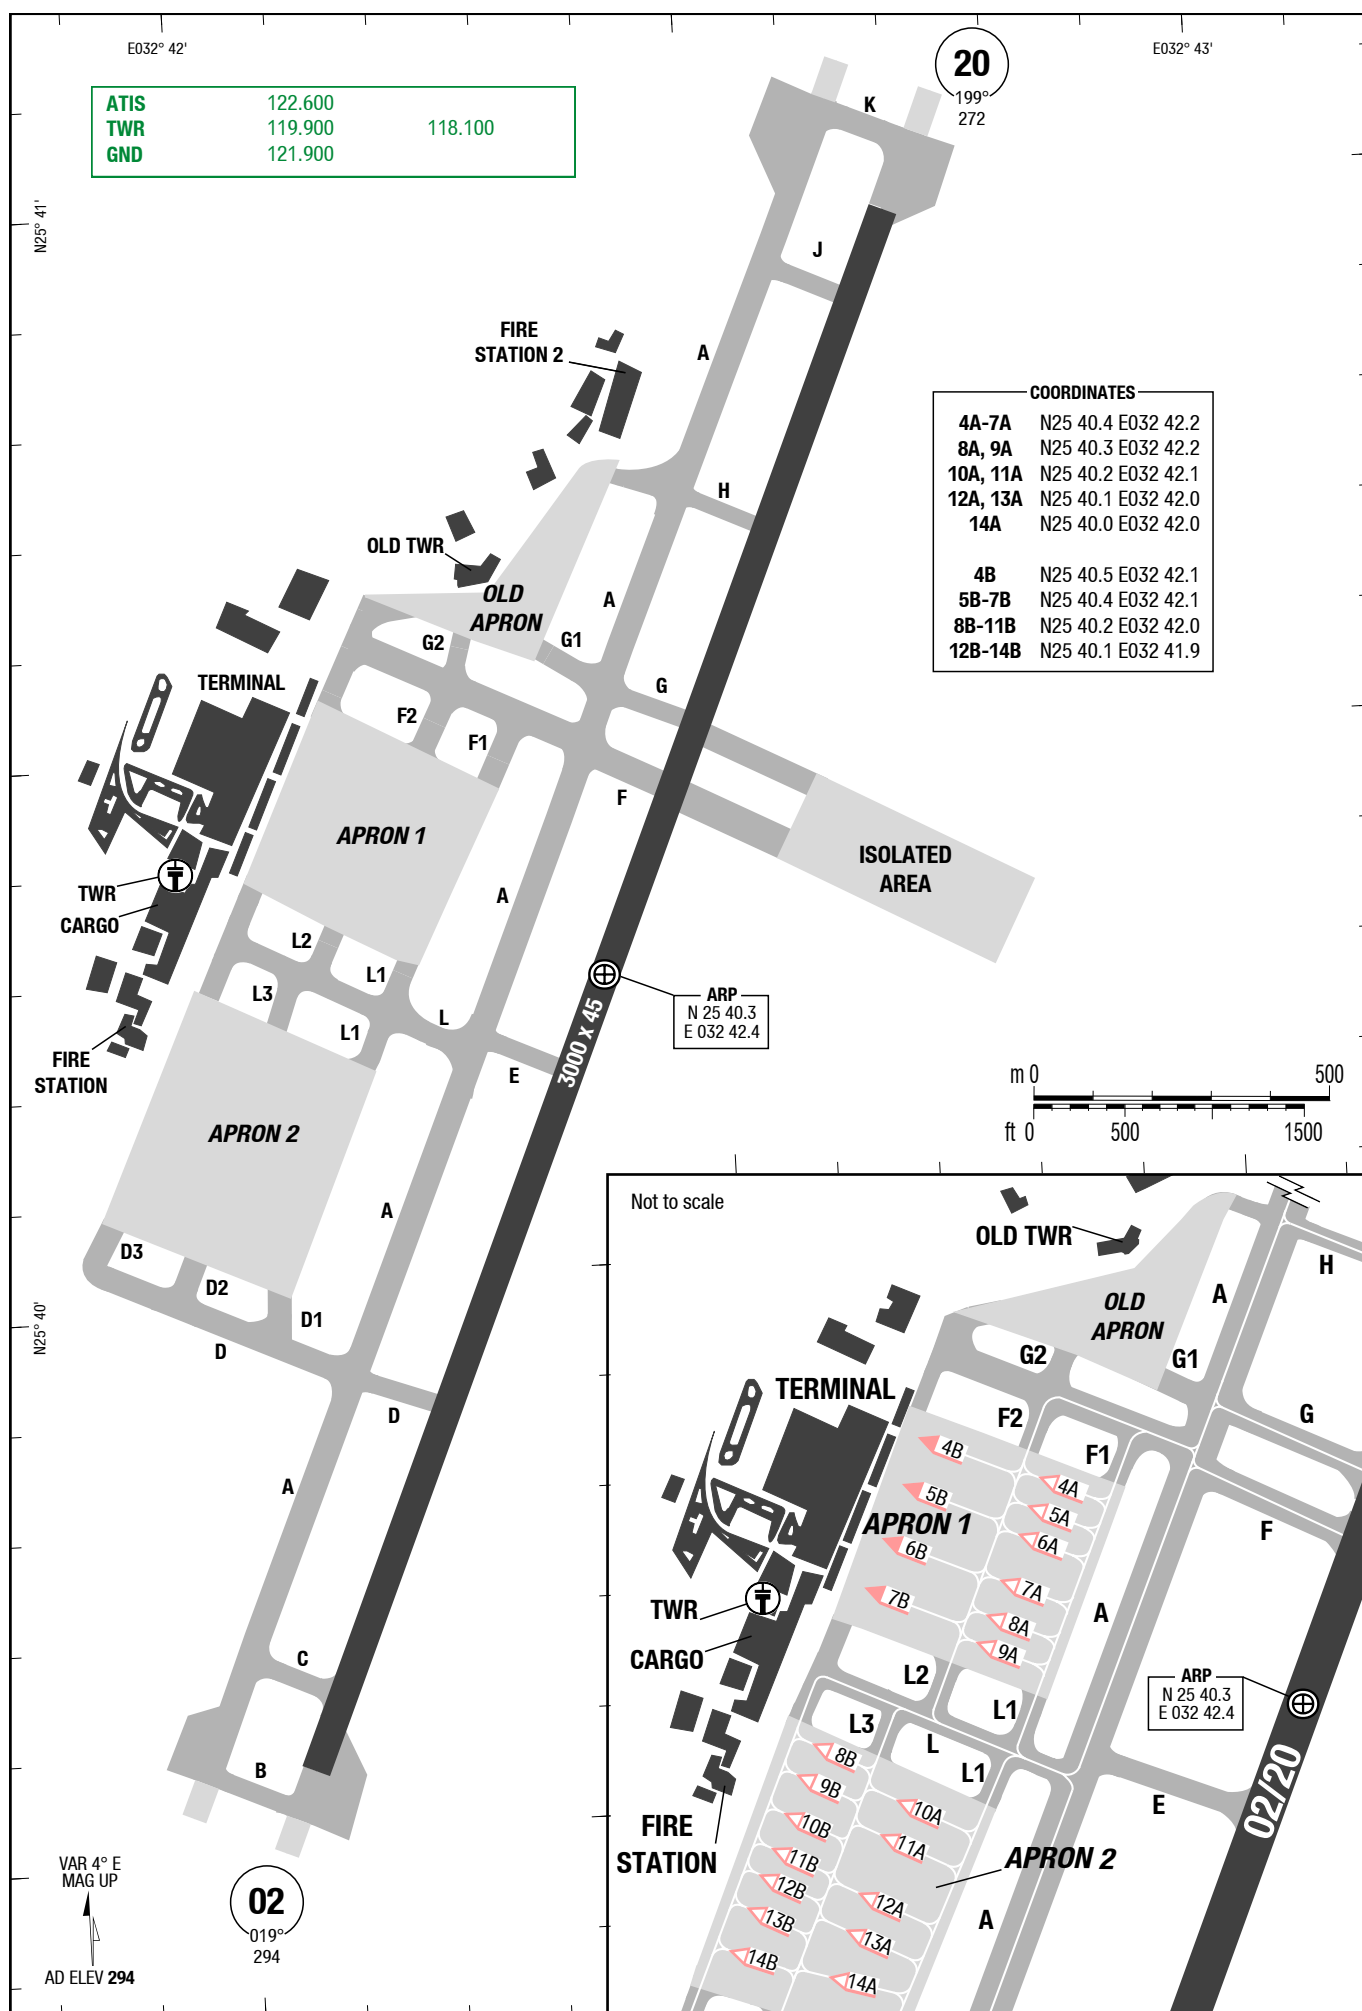 E032° 42'
E032° 43'
20
199°
272
K
ATIS 122.600
TWR 119.900 118.100
GND 121.900
N25° 41'
J
FIRE
STATION 2
A
COORDINATES
4A-7A N25 40.4 E032 42.2
8A, 9A N25 40.3 E032 42.2
10A, 11A N25 40.2 E032 42.1
12A, 13A N25 40.1 E032 42.0
14A N25 40.0 E032 42.0
4B N25 40.5 E032 42.1
5B-7B N25 40.4 E032 42.1
8B-11B N25 40.2 E032 42.0
12B-14B N25 40.1 E032 41.9
H
OLD TWR
OLD
APRON
A
G2
G1
TERMINAL
G
F2
F1
F
APRON 1
ISOLATED
AREA
TWR
CARGO
A
L2
L1
L3
L1
L
ARP
N 25 40.3
E 032 42.4
3000 x 45
FIRE
STATION
E
m 0 500
ft 0 500 1500
APRON 2
A
D3
D2
D1
D
N25° 40'
D
A
C
B
VAR 4° E
MAG UP
AD ELEV 294
02
019°
294
Not to scale
OLD TWR
H
OLD
APRON
A
G2
G1
TERMINAL
F2
G
F1
4B
4A
5B
5A
APRON 1
6A
F
6B
7A
7B
8A
A
TWR
9A
CARGO
L2
L1
ARP
N 25 40.3
E 032 42.4
L3
L
8B
L1
9B
10A
E
02/20
10B
11A
FIRE
STATION
11B
APRON 2
12B
12A
13B
A
13A
14B
14A